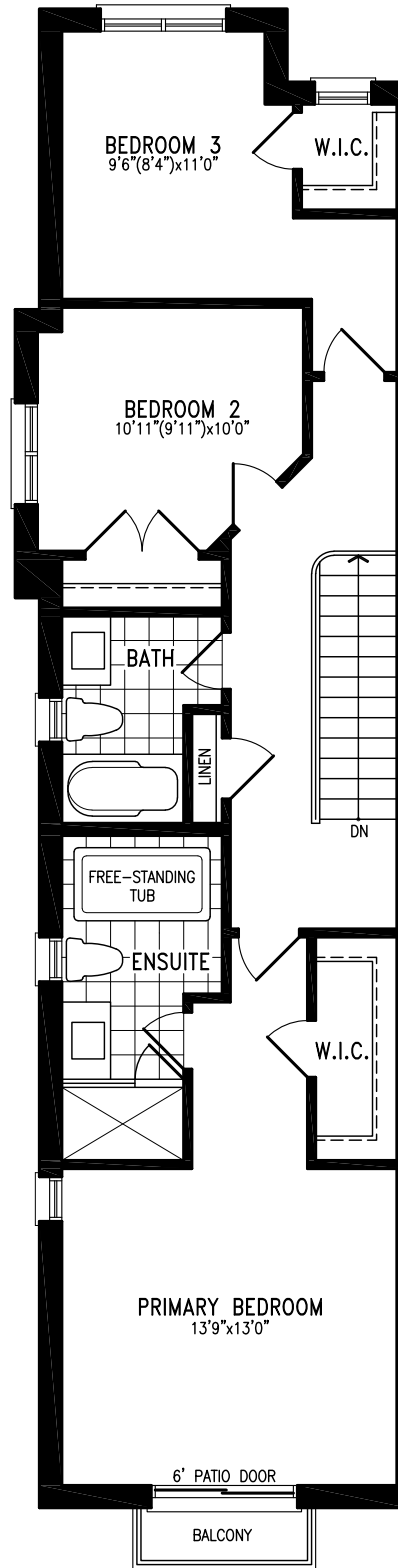 BEDROOM 3
9'6"(8'4")x11'0"
W.I.C.
BEDROOM 2
10'11"(9'11")x10'0"
BATH
LINEN
DN
FREE-STANDING
TUB
ENSUITE
W.I.C.
PRIMARY BEDROOM
13'9"x13'0"
6' PATIO DOOR
BALCONY